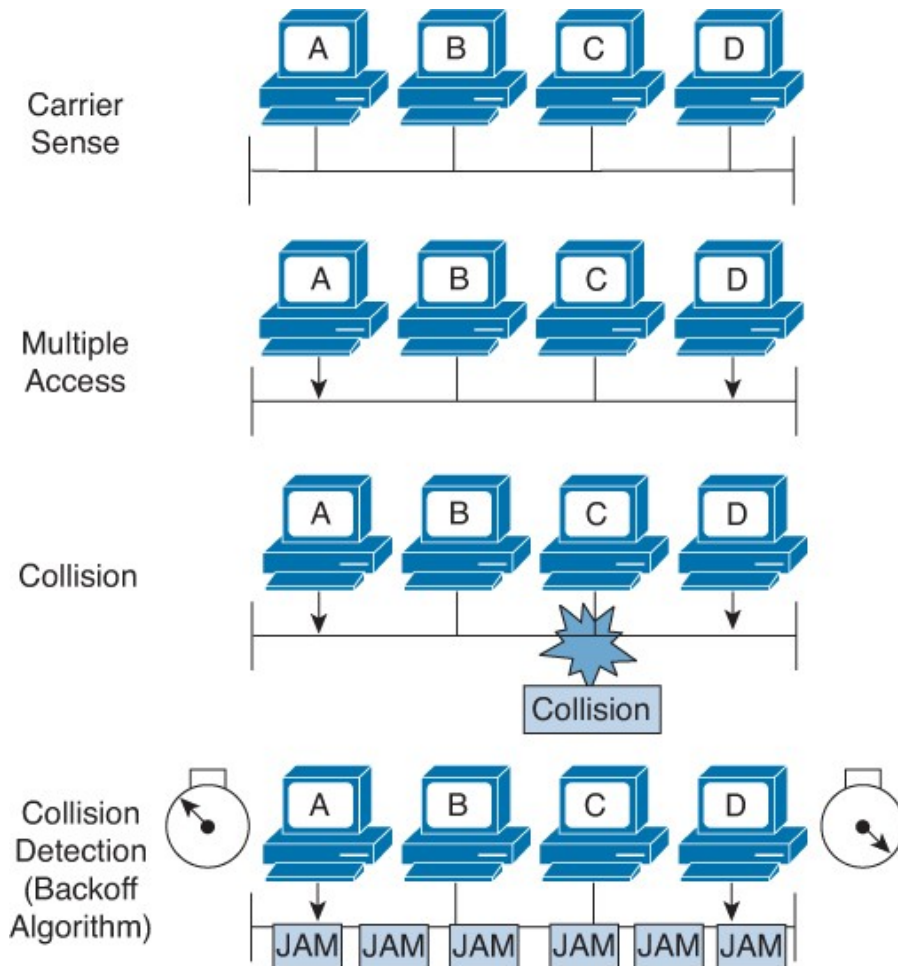 A B C D
Carrier
Sense
A B C D
Multiple
Access
A B C D
Collision
Collision
A B C D
Collision
Detection
(Backoff
Algorithm)
JAM JAM JAM JAM JAM JAM